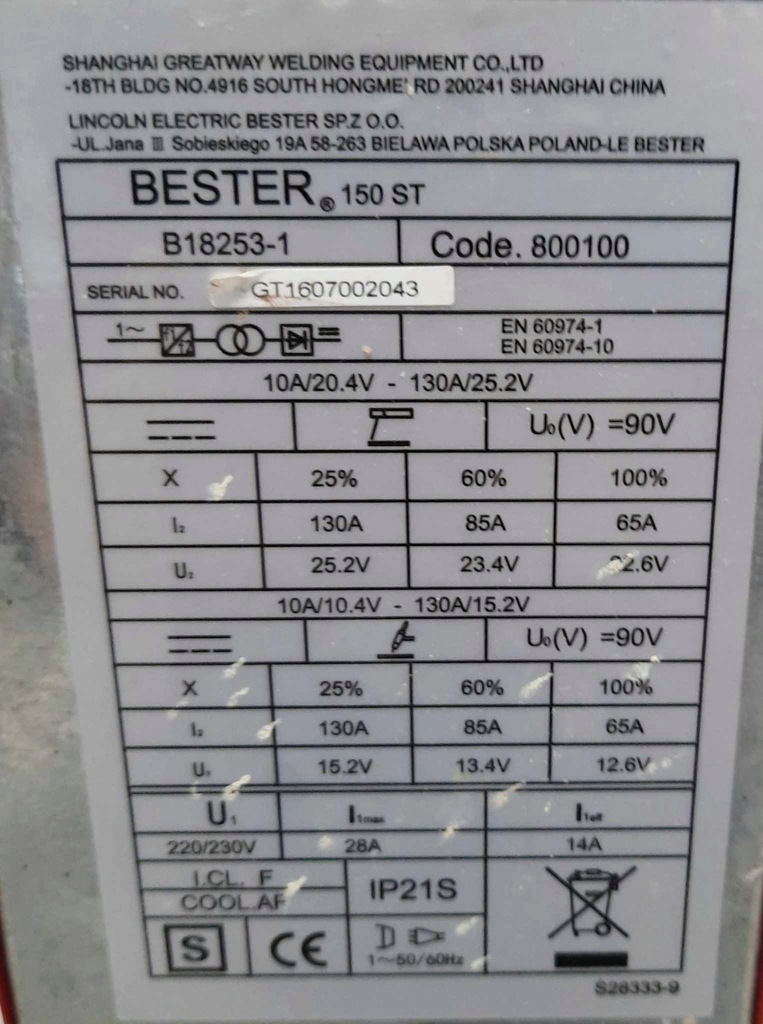 SHANGHAI GREATWAY WELDING EQUIPMENT CO.,LTD
-18TH BLDG NO.4916 SOUTH HONGMEI RD 200241 SHANGHAI CHINA
LINCOLN ELECTRIC BESTER SP.Z O.O.
-UL.Jana III Sobieskiego 19A 58-263 BIELAWA POLSKA POLAND-LE BESTER
BESTER® 150 ST
B18253-1 Code. 800100
SERIAL NO. GT1607002043
1~ f1/f2 EN 60974-1
EN 60974-10
10A/20.4V - 130A/25.2V
U₀(V) =90V
X 25% 60% 100%
I₂ 130A 85A 65A
U₂ 25.2V 23.4V 22.6V
10A/10.4V - 130A/15.2V
U₀(V) =90V
X 25% 60% 100%
I₂ 130A 85A 65A
U₂ 15.2V 13.4V 12.6V
U₁ I₁max I₁eff
220/230V 28A 14A
I.CL. F IP21S
COOL.AF
S CE 1~50/60Hz
S28333-9